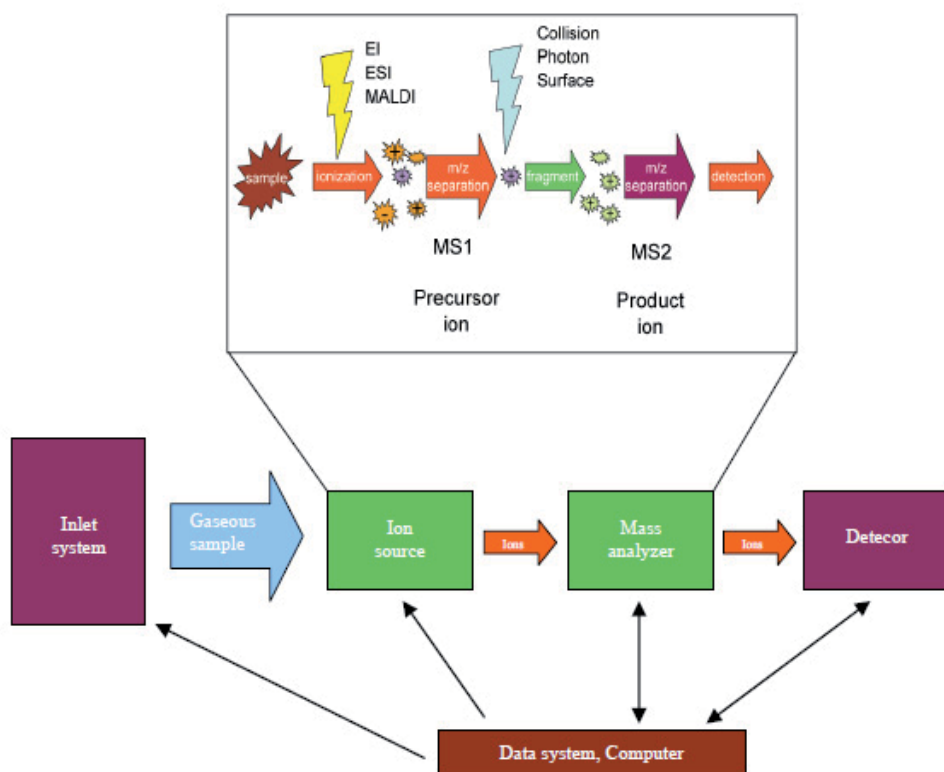 EI
ESI
MALDI
Collision
Photon
Surface
sample
ionization
m/z
separation
fragment
m/z
separation
detection
MS1
MS2
Precursor
ion
Product
ion
Inlet
system
Gaseous
sample
Ion
source
Ions
Mass
analyzer
Ions
Detecor
Data system, Computer